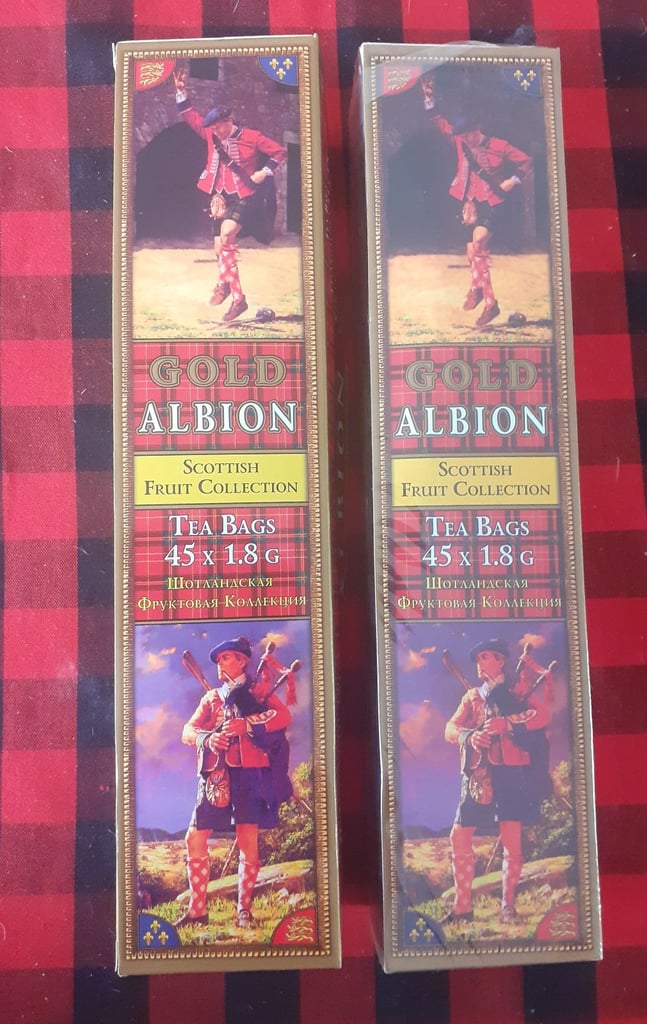 GOLD
ALBION
SCOTTISH
FRUIT COLLECTION
TEA BAGS
45 X 1.8 G
ШОТЛАНДСКАЯ
ФРУКТОВАЯ КОЛЛЕКЦИЯ
GOLD
ALBION
SCOTTISH
FRUIT COLLECTION
TEA BAGS
45 X 1.8 G
ШОТЛАНДСКАЯ
ФРУКТОВАЯ КОЛЛЕКЦИЯ